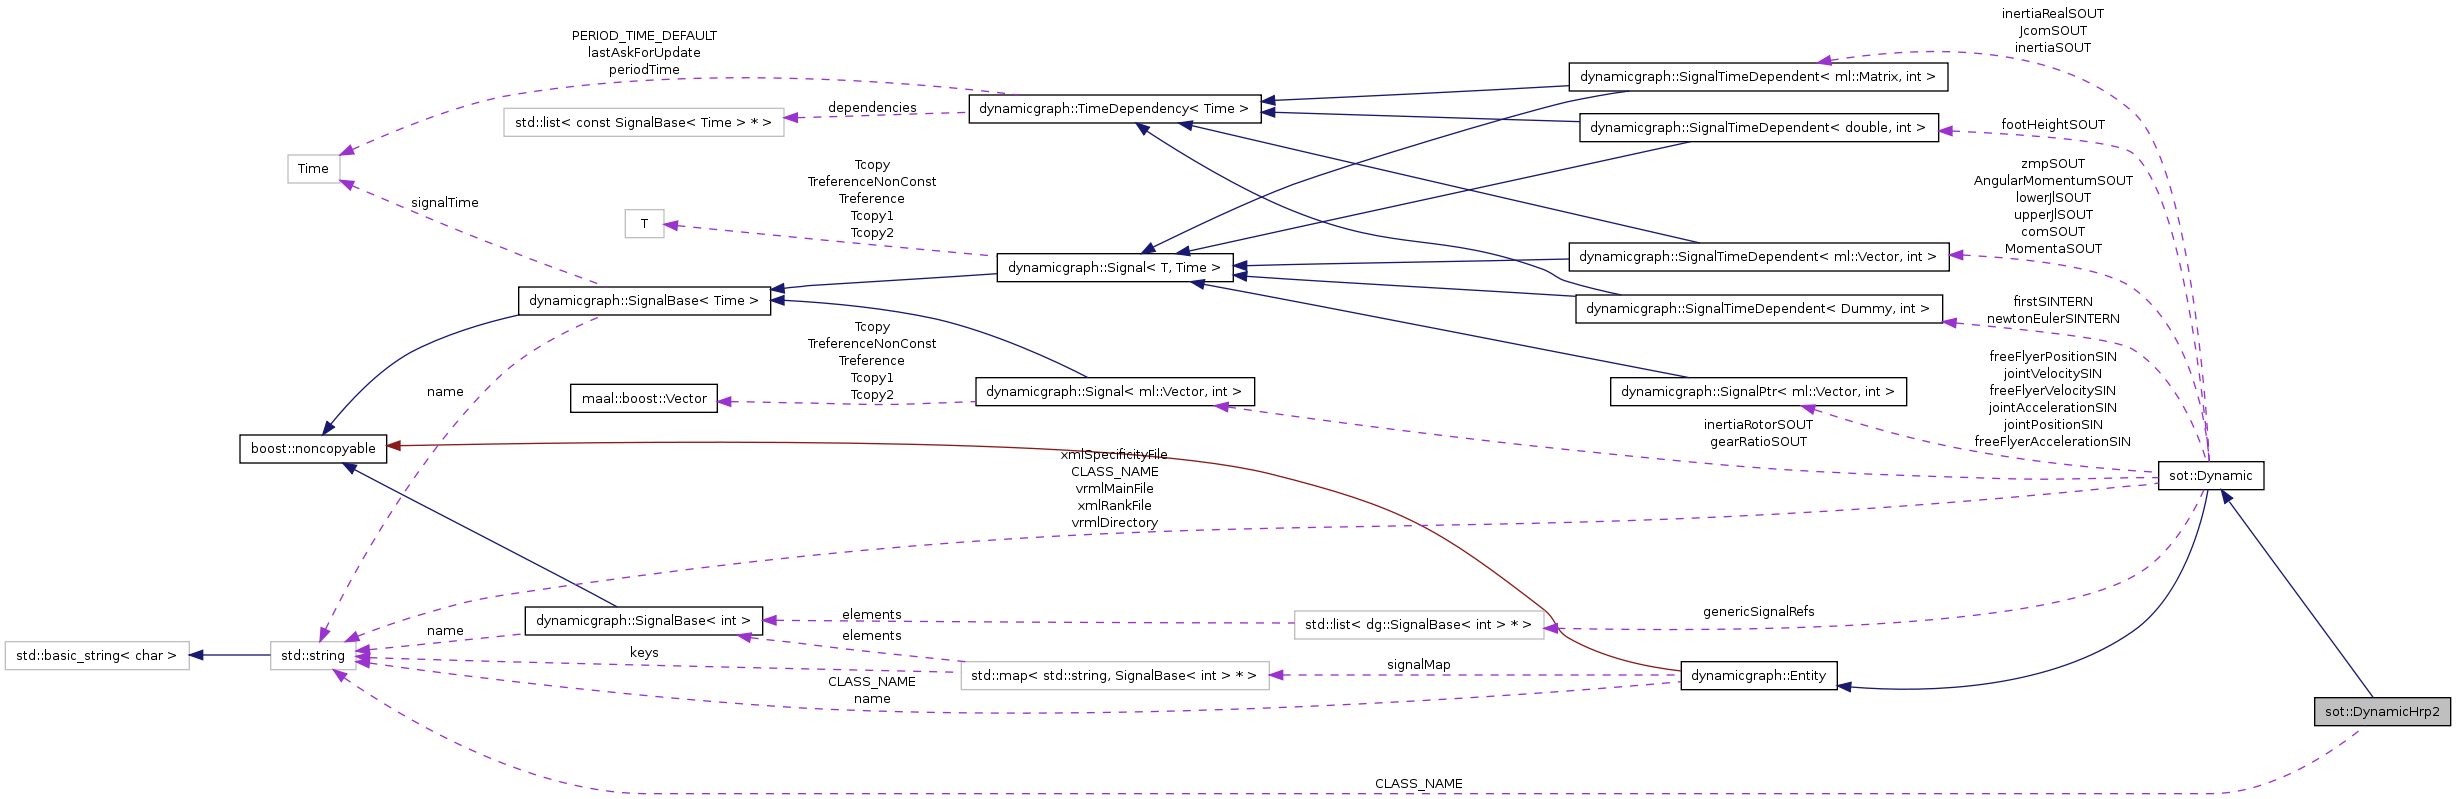 inertiaRealSOUT
JcomSOUT
inertiaSOUT
PERIOD_TIME_DEFAULT
lastAskForUpdate
periodTime
dynamicgraph::SignalTimeDependent< ml::Matrix, int >
dependencies
dynamicgraph::TimeDependency< Time >
std::list< const SignalBase< Time > * >
dynamicgraph::SignalTimeDependent< double, int >
footHeightSOUT
Time
signalTime
Tcopy
TreferenceNonConst
Treference
Tcopy1
Tcopy2
T
zmpSOUT
AngularMomentumSOUT
lowerJlSOUT
upperJlSOUT
comSOUT
MomentaSOUT
dynamicgraph::Signal< T, Time >
dynamicgraph::SignalTimeDependent< ml::Vector, int >
dynamicgraph::SignalBase< Time >
dynamicgraph::SignalTimeDependent< Dummy, int >
firstSINTERN
newtonEulerSINTERN
Tcopy
TreferenceNonConst
Treference
Tcopy1
Tcopy2
name
maal::boost::Vector
dynamicgraph::Signal< ml::Vector, int >
dynamicgraph::SignalPtr< ml::Vector, int >
freeFlyerPositionSIN
jointVelocitySIN
freeFlyerVelocitySIN
jointAccelerationSIN
jointPositionSIN
freeFlyerAccelerationSIN
inertiaRotorSOUT
gearRatioSOUT
boost::noncopyable
xmlSpecificityFile
CLASS_NAME
vrmlMainFile
xmlRankFile
vrmlDirectory
sot::Dynamic
dynamicgraph::SignalBase< int >
elements
elements
std::list< dg::SignalBase< int > * >
genericSignalRefs
name
keys
std::basic_string< char >
std::string
std::map< std::string, SignalBase< int > * >
signalMap
dynamicgraph::Entity
CLASS_NAME
name
sot::DynamicHrp2
CLASS_NAME